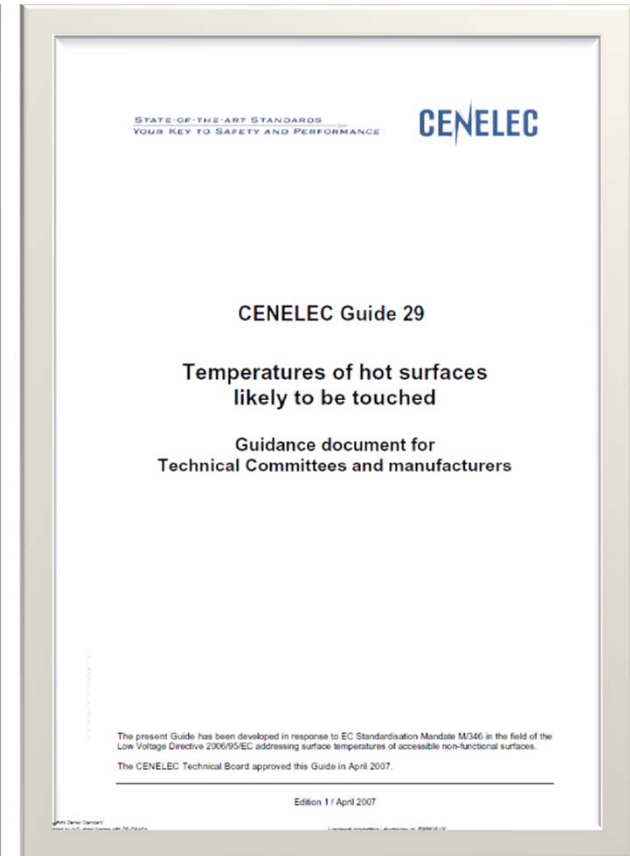 STATE-OF-THE-ART STANDARDS
YOUR KEY TO SAFETY AND PERFORMANCE
CENELEC
CENELEC Guide 29
Temperatures of hot surfaces
likely to be touched
Guidance document for
Technical Committees and manufacturers
The present Guide has been developed in response to EC Standardisation Mandate M/346 in the field of the
Low Voltage Directive 2006/95/EC addressing surface temperatures of accessible non-functional surfaces.
The CENELEC Technical Board approved this Guide in April 2007.
Edition 1 / April 2007